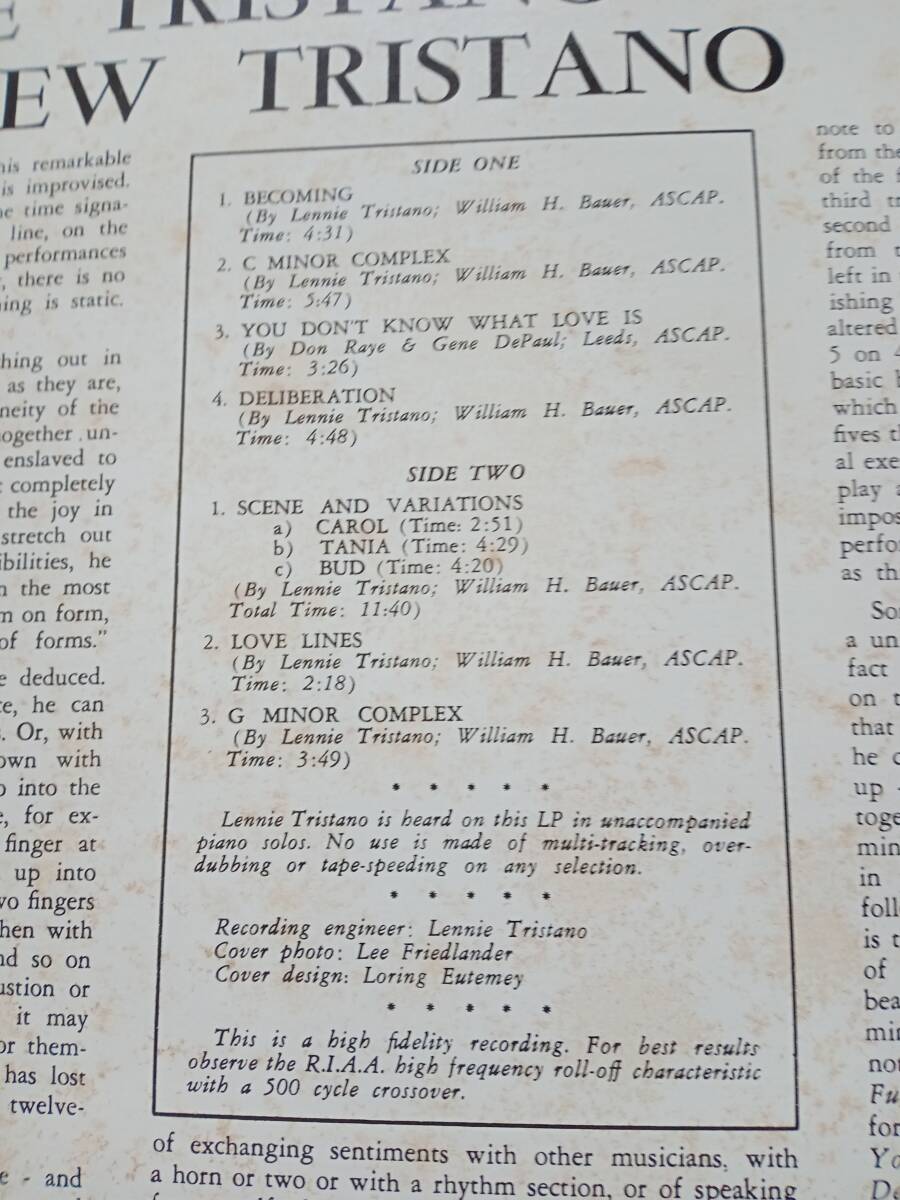 TRISTANO
EW TRISTANO
his remarkable
is improvised.
time signa-
line, on the
performances
there is no
ing is static.
hing out in
as they are,
neity of the
ogether un-
enslaved to
completely
the joy in
stretch out
ibilities, he
the most
m on form,
of forms."
deduced.
he can
Or, with
own with
into the
for ex-
finger at
up into
wo fingers
hen with
nd so on
ustion or
it may
or them-
has lost
twelve-
- and
SIDE ONE
1. BECOMING
(By Lennie Tristano; William H. Bauer, ASCAP.
Time: 4:31)
2. C MINOR COMPLEX
(By Lennie Tristano; William H. Bauer, ASCAP.
Time: 5:47)
3. YOU DON'T KNOW WHAT LOVE IS
(By Don Raye & Gene DePaul; Leeds, ASCAP.
Time: 3:26)
4. DELIBERATION
(By Lennie Tristano; William H. Bauer, ASCAP.
Time: 4:48)
SIDE TWO
1. SCENE AND VARIATIONS
a) CAROL (Time: 2:51)
b) TANIA (Time: 4:29)
c) BUD (Time: 4:20)
(By Lennie Tristano; William H. Bauer, ASCAP.
Total Time: 11:40)
2. LOVE LINES
(By Lennie Tristano; William H. Bauer, ASCAP.
Time: 2:18)
3. G MINOR COMPLEX
(By Lennie Tristano; William H. Bauer, ASCAP.
Time: 3:49)
* * * * *
Lennie Tristano is heard on this LP in unaccompanied
piano solos. No use is made of multi-tracking, over-
dubbing or tape-speeding on any selection.
* * * * *
Recording engineer: Lennie Tristano
Cover photo: Lee Friedlander
Cover design: Loring Eutemey
* * * * *
This is a high fidelity recording. For best results
observe the R.I.A.A. high frequency roll-off characteristic
with a 500 cycle crossover.
of exchanging sentiments with other musicians, with
a horn or two or with a rhythm section, or of speaking
note to
from the
of the
third tr
second
from
left in
ishing
altered
5 on 4
basic
which
fives t
al exe
play a
impos
perfo
as th
So
a un
fact
on t
that
he c
up -
toge
min
in
foll
is t
of
bea
min
not
Fu
for
Yo
De